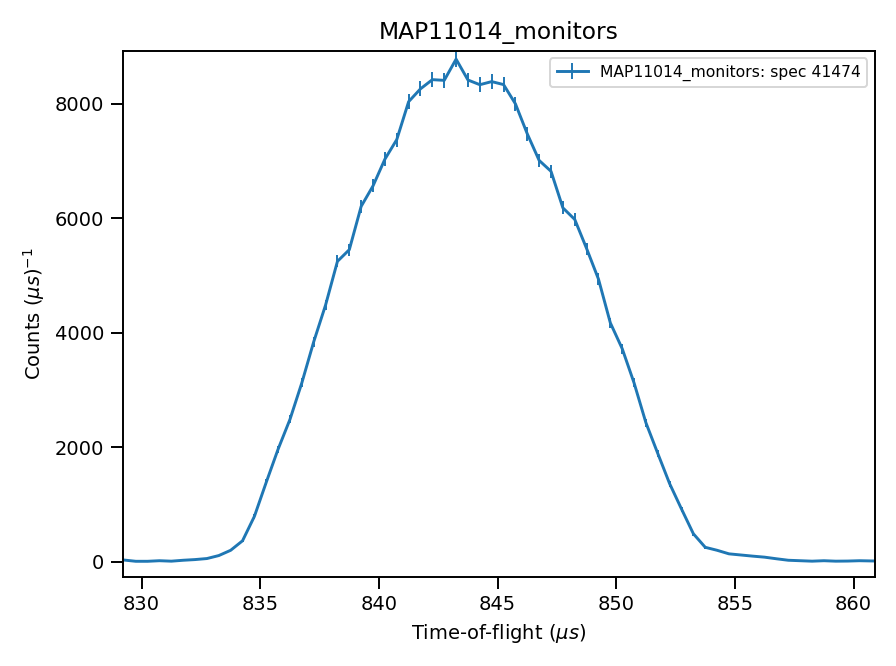 MAP11014_monitors
MAP11014_monitors: spec 41474
8000
6000
4000
2000
0
Counts (μs)⁻¹
830 835 840 845 850 855 860
Time-of-flight (μs)